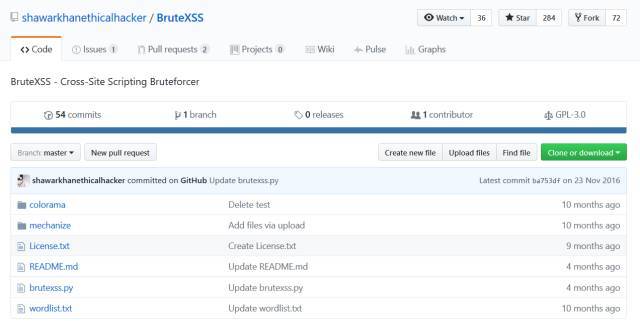 shawarkhanethicalhacker / BruteXSS Watch 36 Star 284 Fork 72
Code Issues 1 Pull requests 2 Projects 0 Wiki Pulse Graphs
BruteXSS - Cross-Site Scripting Bruteforcer
54 commits 1 branch 0 releases 1 contributor GPL-3.0
Branch: master New pull request Create new file Upload files Find file Clone or download
shawarkhanethicalhacker committed on GitHub Update brutexss.py Latest commit ba753df on 23 Nov 2016
colorama Delete test 10 months ago
mechanize Add files via upload 10 months ago
License.txt Create License.txt 9 months ago
README.md Update README.md 4 months ago
brutexss.py Update brutexss.py 4 months ago
wordlist.txt Update wordlist.txt 10 months ago